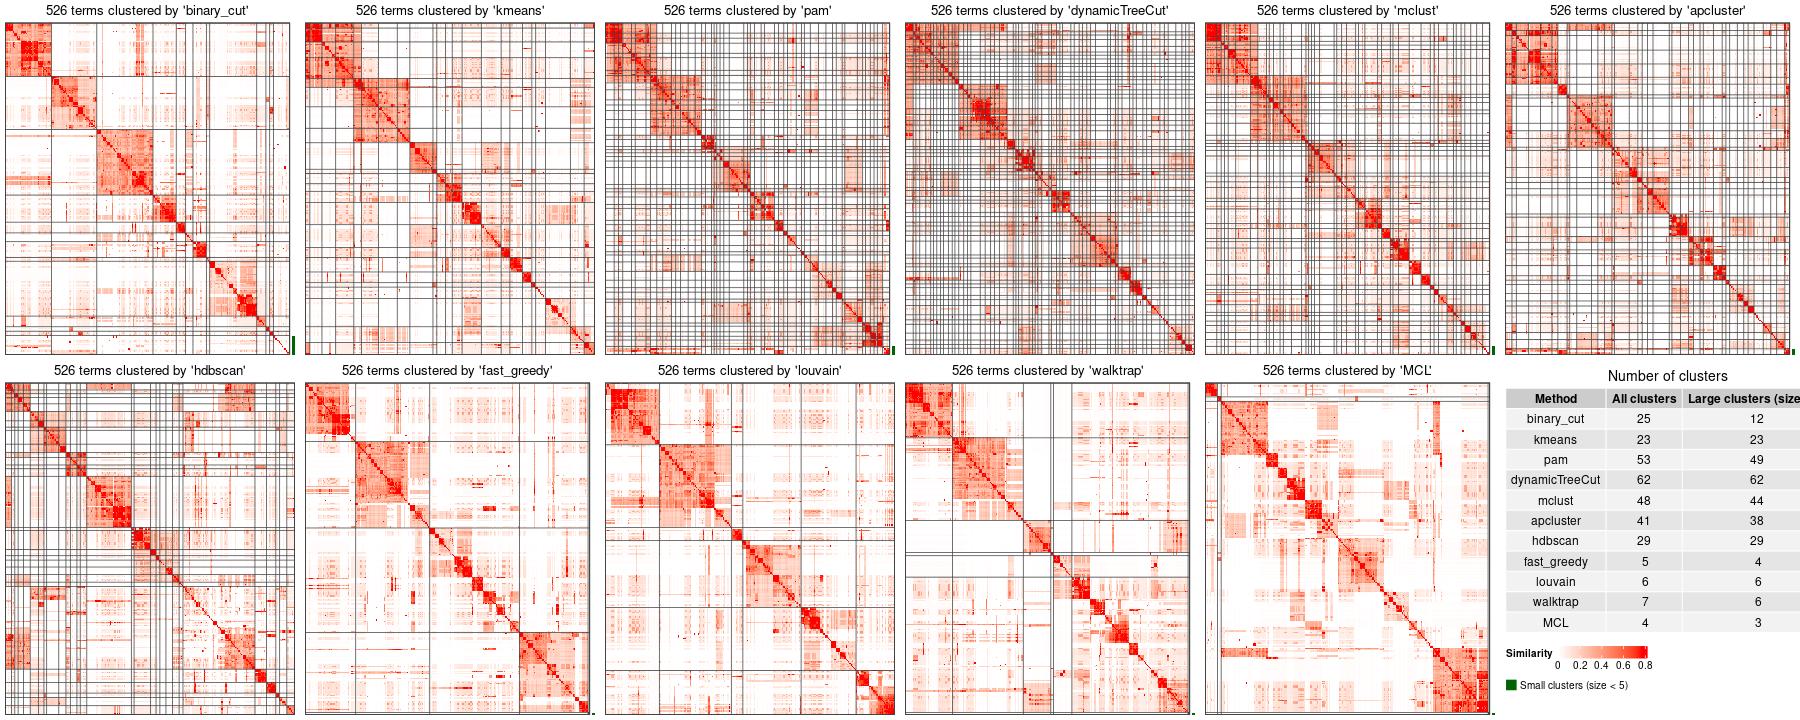 526 terms clustered by 'binary_cut'
526 terms clustered by 'kmeans'
526 terms clustered by 'pam'
526 terms clustered by 'dynamicTreeCut'
526 terms clustered by 'mclust'
526 terms clustered by 'apcluster'
526 terms clustered by 'hdbscan'
526 terms clustered by 'fast_greedy'
526 terms clustered by 'louvain'
526 terms clustered by 'walktrap'
526 terms clustered by 'MCL'
Number of clusters
Method All clusters Large clusters (size
binary_cut 25 12
kmeans 23 23
pam 53 49
dynamicTreeCut 62 62
mclust 48 44
apcluster 41 38
hdbscan 29 29
fast_greedy 5 4
louvain 6 6
walktrap 7 6
MCL 4 3
Similarity
0 0.2 0.4 0.6 0.8
Small clusters (size < 5)